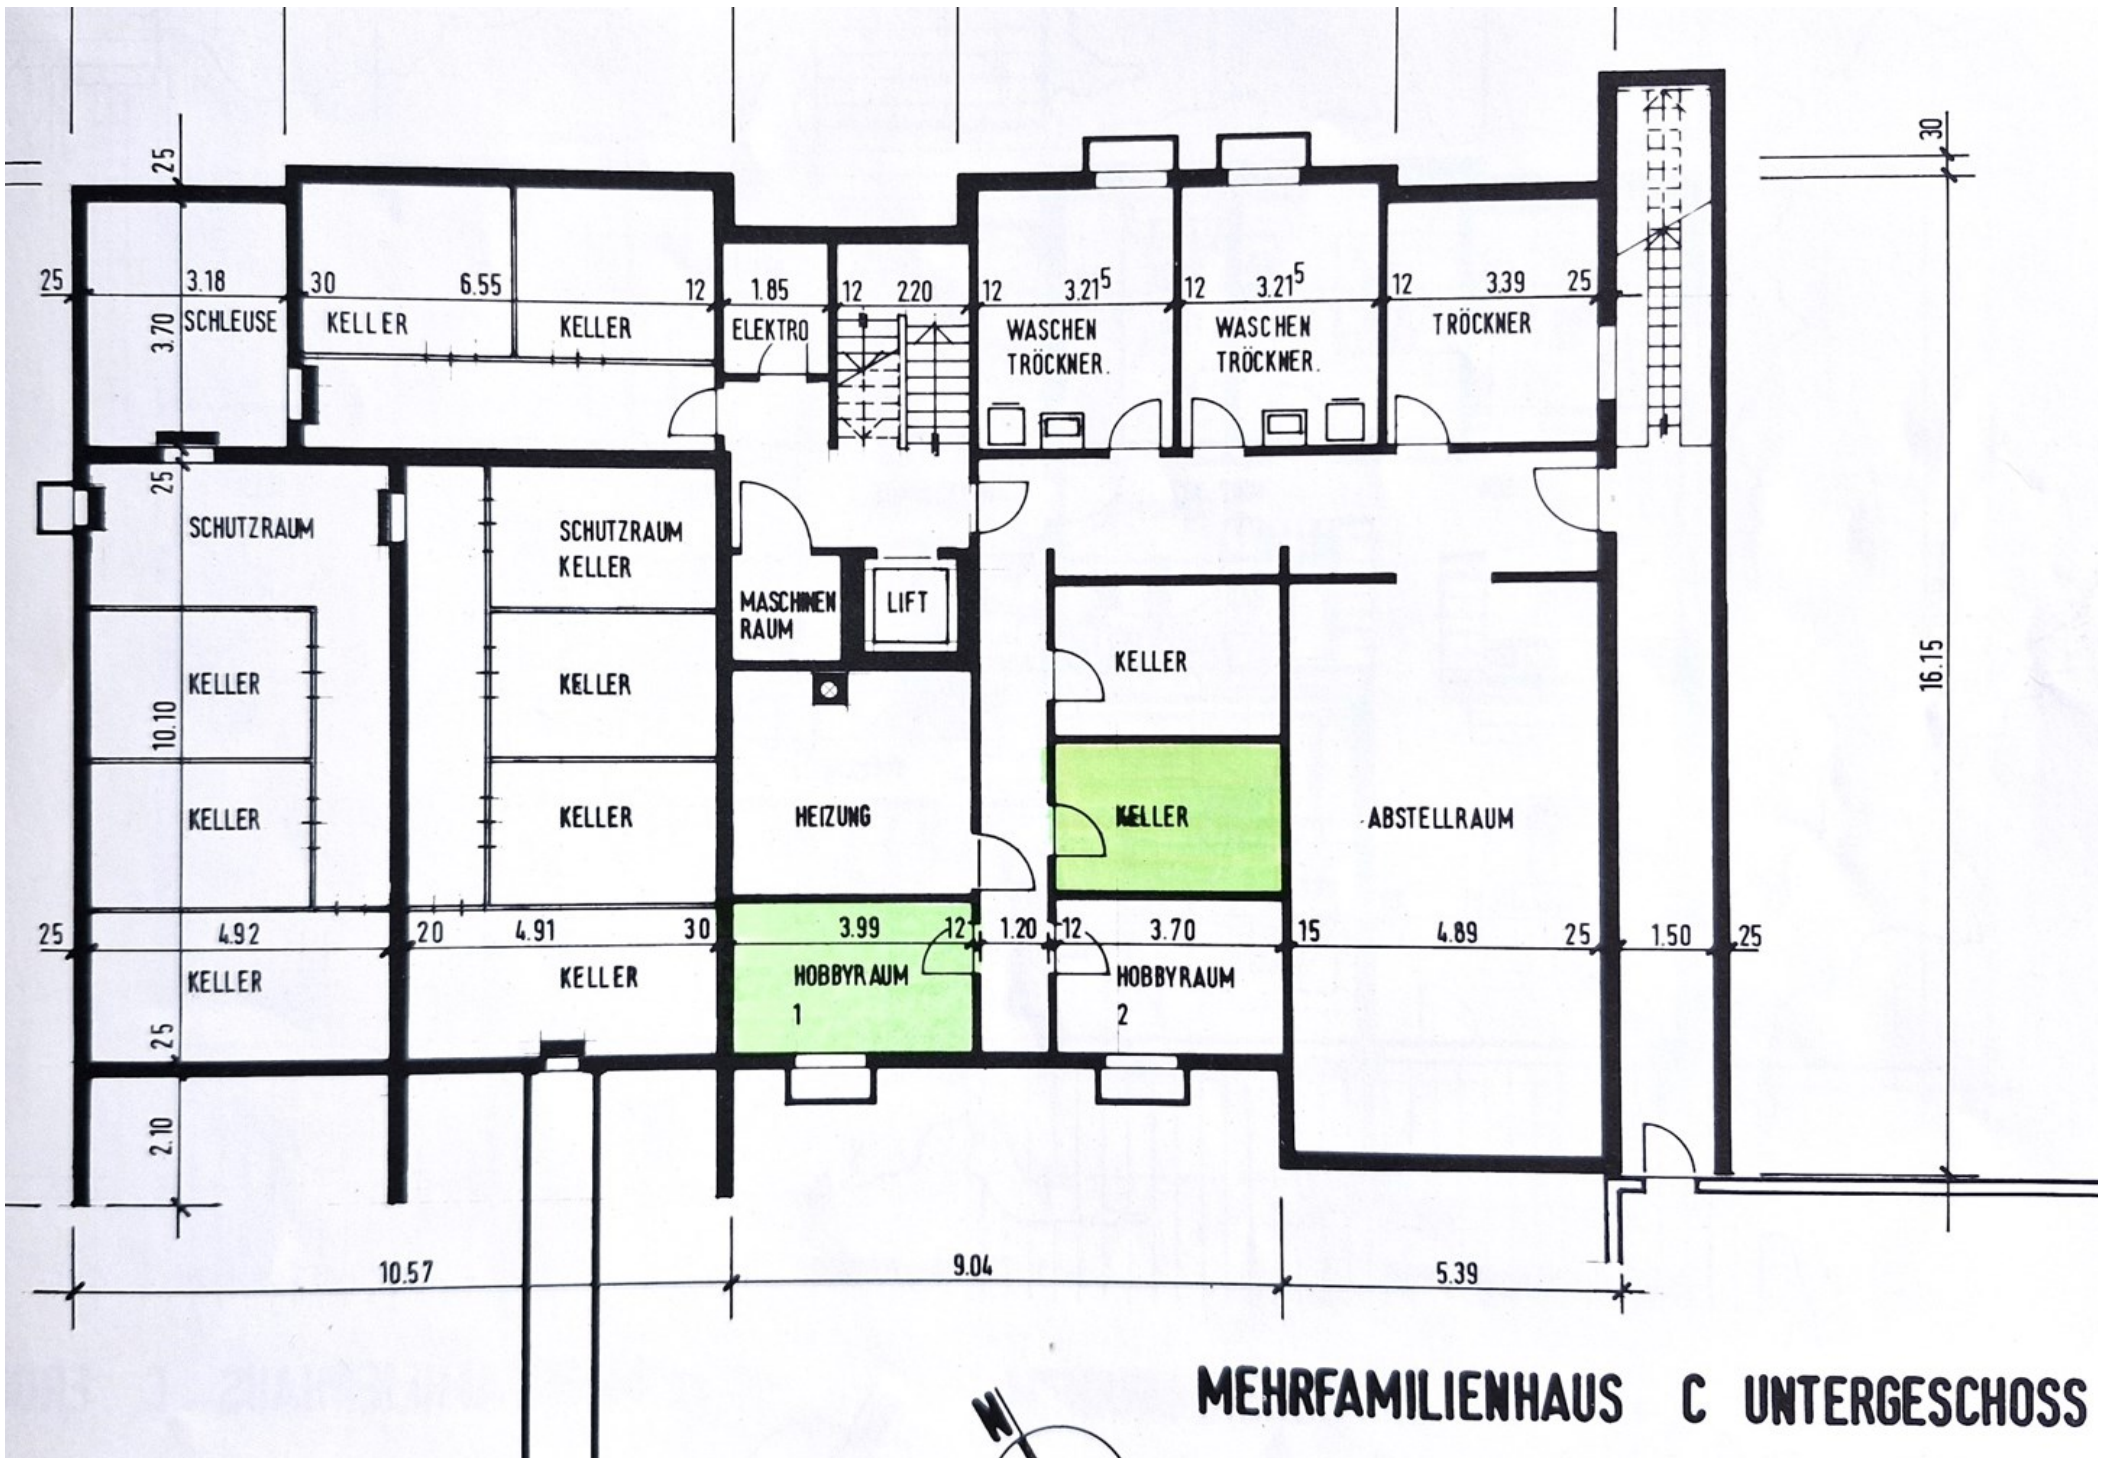 30
25
25
3.18
30
6.55
12
1.85
12
2.20
12
3.21⁵
12
3.21⁵
12
3.39
25
3.70
SCHLEUSE
KELLER
KELLER
ELEKTRO
WASCHEN
TRÖCKNER.
WASCHEN
TRÖCKNER.
TRÖCKNER
25
SCHUTZRAUM
SCHUTZRAUM
KELLER
MASCHINEN
RAUM
LIFT
KELLER
16.15
KELLER
KELLER
10.10
KELLER
KELLER
HEIZUNG
KELLER
ABSTELLRAUM
25
4.92
20
4.91
30
3.99
12
1.20
12
3.70
15
4.89
25
1.50
25
KELLER
KELLER
HOBBYRAUM
1
HOBBYRAUM
2
25
2.10
10.57
9.04
5.39
MEHRFAMILIENHAUS C UNTERGESCHOSS
N